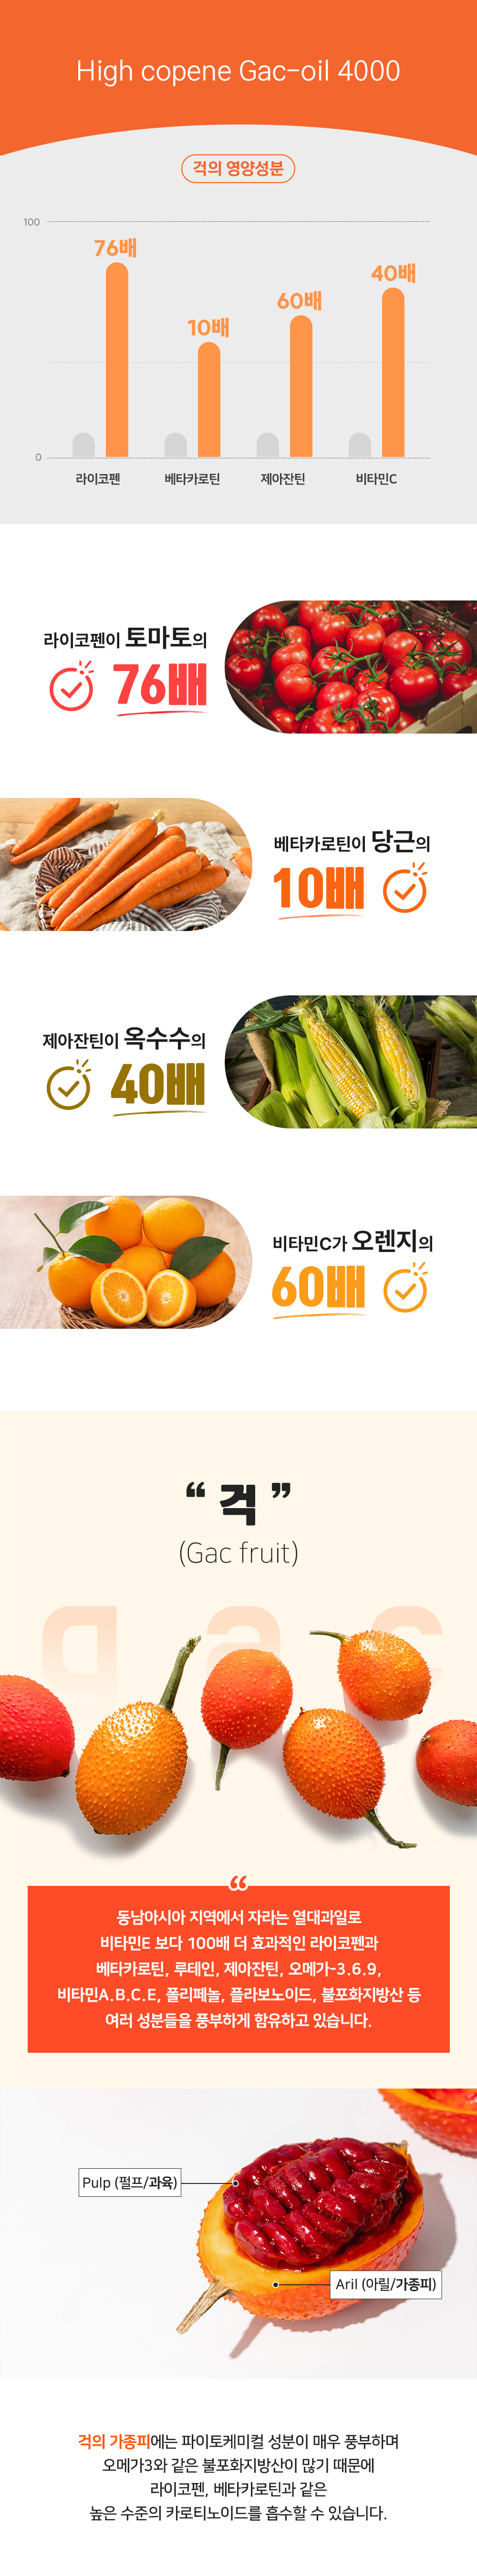 High copene Gac-oil 4000
걱의 영양성분
100
76배
10배
60배
40배
0
라이코펜
베타카로틴
제아잔틴
비타민C
라이코펜이 토마토의
76배
베타카로틴이 당근의
10배
제아잔틴이 옥수수의
40배
비타민C가 오렌지의
60배
“ 걱 ”
(Gac fruit)
gac
“
동남아시아 지역에서 자라는 열대과일로
비타민E 보다 100배 더 효과적인 라이코펜과
베타카로틴, 루테인, 제아잔틴, 오메가-3.6.9,
비타민A.B.C.E, 폴리페놀, 플라보노이드, 불포화지방산 등
여러 성분들을 풍부하게 함유하고 있습니다.
Pulp (펄프/과육)
Aril (아릴/가종피)
걱의 가종피에는 파이토케미컬 성분이 매우 풍부하며
오메가3와 같은 불포화지방산이 많기 때문에
라이코펜, 베타카로틴과 같은
높은 수준의 카로티노이드를 흡수할 수 있습니다.